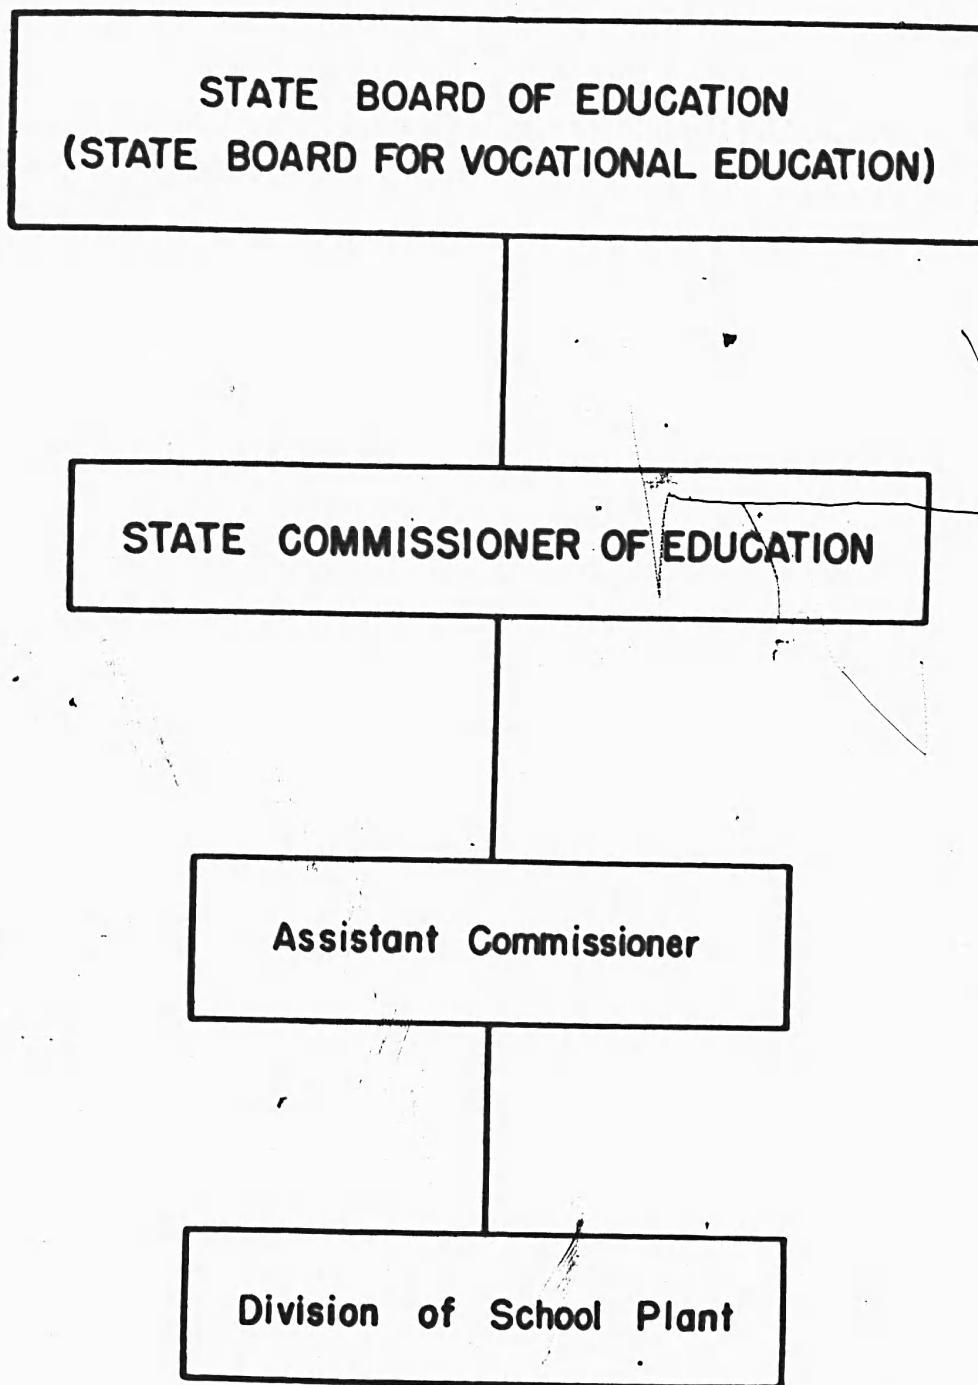 STATE BOARD OF EDUCATION
(STATE BOARD FOR VOCATIONAL EDUCATION)
STATE COMMISSIONER OF EDUCATION
Assistant Commissioner
Division of School Plant